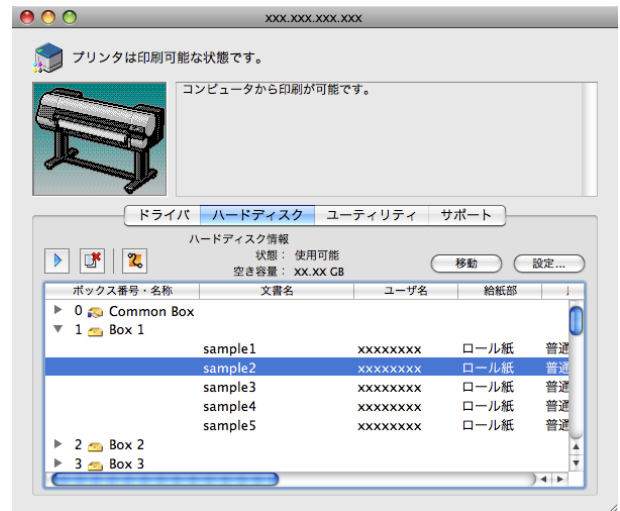 xxx.xxx.xxx.xxx
プリンタは印刷可能な状態です。
コンピュータから印刷が可能です。
ドライバ ハードディスク ユーティリティ サポート
ハードディスク情報
状態： 使用可能
空き容量： XX.XX GB
移動 設定...
ボックス番号・名称 文書名 ユーザ名 給紙部
0 Common Box
1 Box 1
sample1 xxxxxxxx ロール紙 普通
sample2 xxxxxxxx ロール紙 普通
sample3 xxxxxxxx ロール紙 普通
sample4 xxxxxxxx ロール紙 普通
sample5 xxxxxxxx ロール紙 普通
2 Box 2
3 Box 3